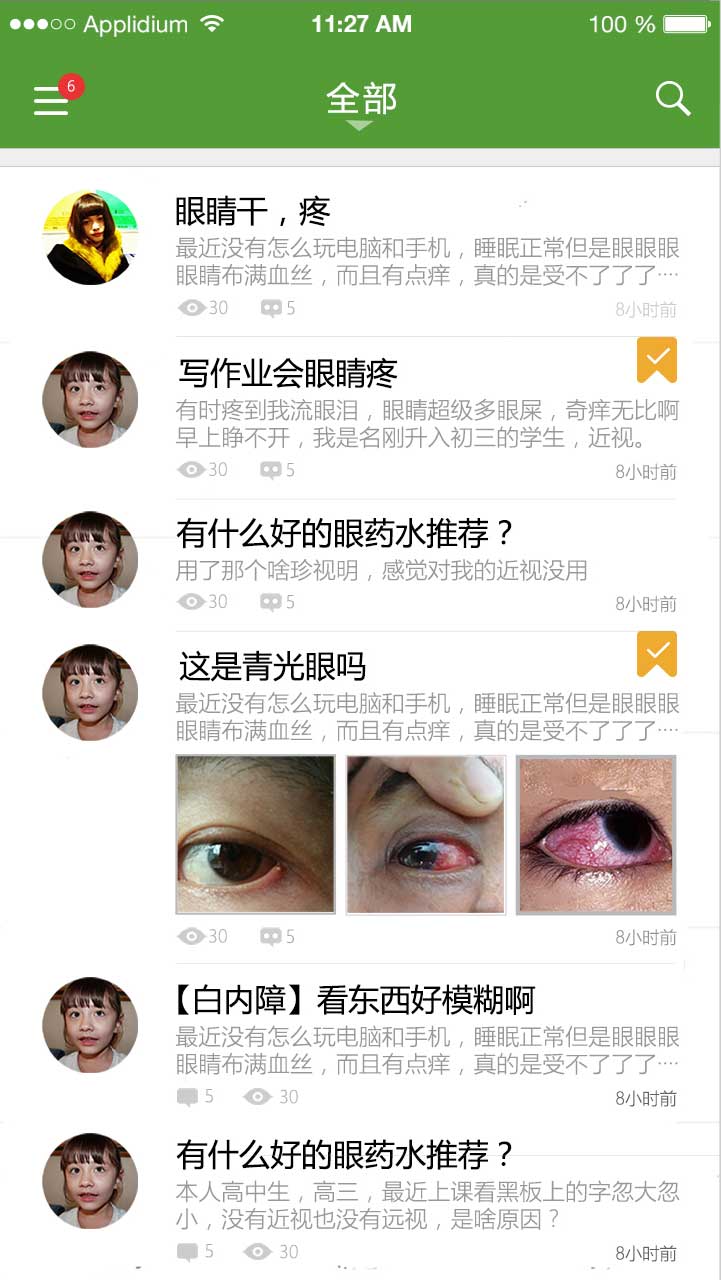 Applidium 11:27 AM 100 %
6 全部
眼睛干，疼
最近没有怎么玩电脑和手机，睡眠正常但是眼眼眼
眼睛布满血丝，而且有点痒，真的是受不了了了····
30 5 8小时前
写作业会眼睛疼
有时疼到我流眼泪，眼睛超级多眼屎，奇痒无比啊
早上睁不开，我是名刚升入初三的学生，近视。
30 5 8小时前
有什么好的眼药水推荐？
用了那个啥珍视明，感觉对我的近视没用
30 5 8小时前
这是青光眼吗
最近没有怎么玩电脑和手机，睡眠正常但是眼眼眼
眼睛布满血丝，而且有点痒，真的是受不了了了····
30 5 8小时前
【白内障】看东西好模糊啊
最近没有怎么玩电脑和手机，睡眠正常但是眼眼眼
眼睛布满血丝，而且有点痒，真的是受不了了了····
5 30 8小时前
有什么好的眼药水推荐？
本人高中生，高三，最近上课看黑板上的字忽大忽
小，没有近视也没有远视，是啥原因？
5 30 8小时前